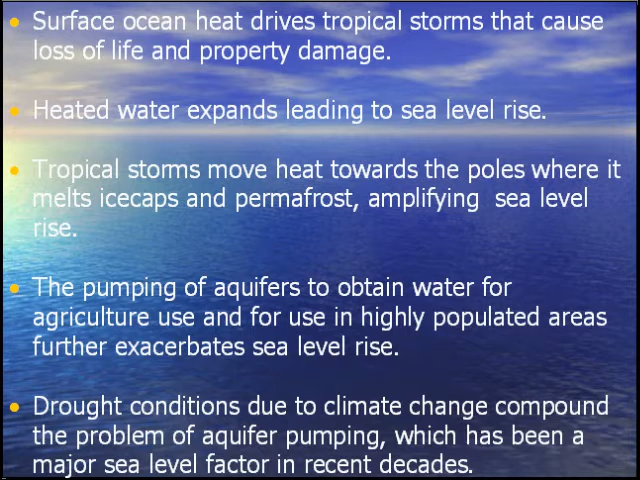 • Surface ocean heat drives tropical storms that cause
loss of life and property damage.
• Heated water expands leading to sea level rise.
• Tropical storms move heat towards the poles where it
melts icecaps and permafrost, amplifying  sea level
rise.
• The pumping of aquifers to obtain water for
agriculture use and for use in highly populated areas
further exacerbates sea level rise.
• Drought conditions due to climate change compound
the problem of aquifer pumping, which has been a
major sea level factor in recent decades.